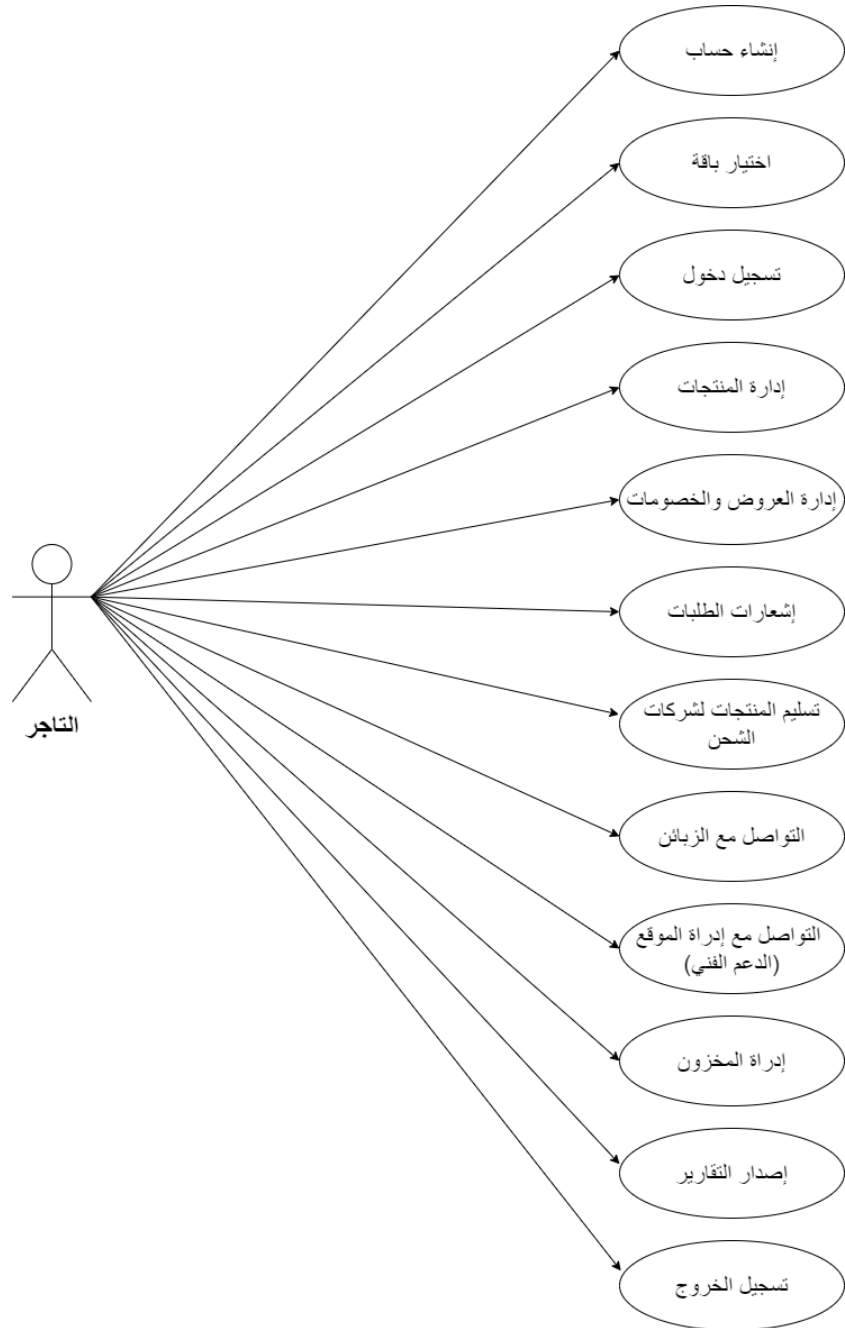 إنشاء حساب
اختيار باقة
تسجيل دخول
إدارة المنتجات
إدارة العروض والخصومات
إشعارات الطلبات
تسليم المنتجات لشركات
الشحن
التاجر
التواصل مع الزبائن
التواصل مع إدراة الموقع
(الدعم الفني)
إدراة المخزون
إصدار التقارير
تسجيل الخروج